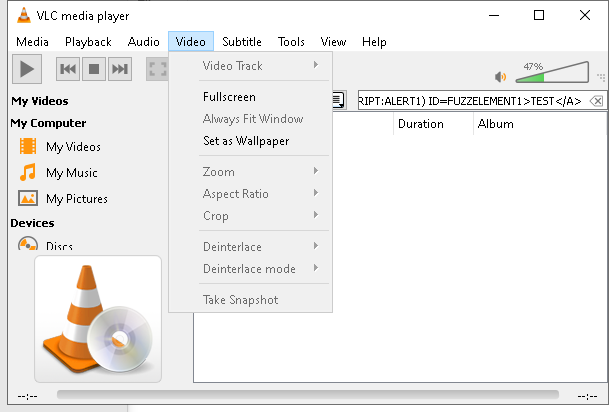 VLC media player
Media Playback Audio Video Subtitle Tools View Help
Video Track
47%
Fullscreen
RIPT:ALERT1) ID=FUZZELEMENT1>TEST</A>
Always Fit Window
Set as Wallpaper
Zoom
Aspect Ratio
Crop
Deinterlace
Deinterlace mode
Take Snapshot
My Videos
My Computer
My Videos
My Music
My Pictures
Devices
Discs
Duration Album
--:-- --:--